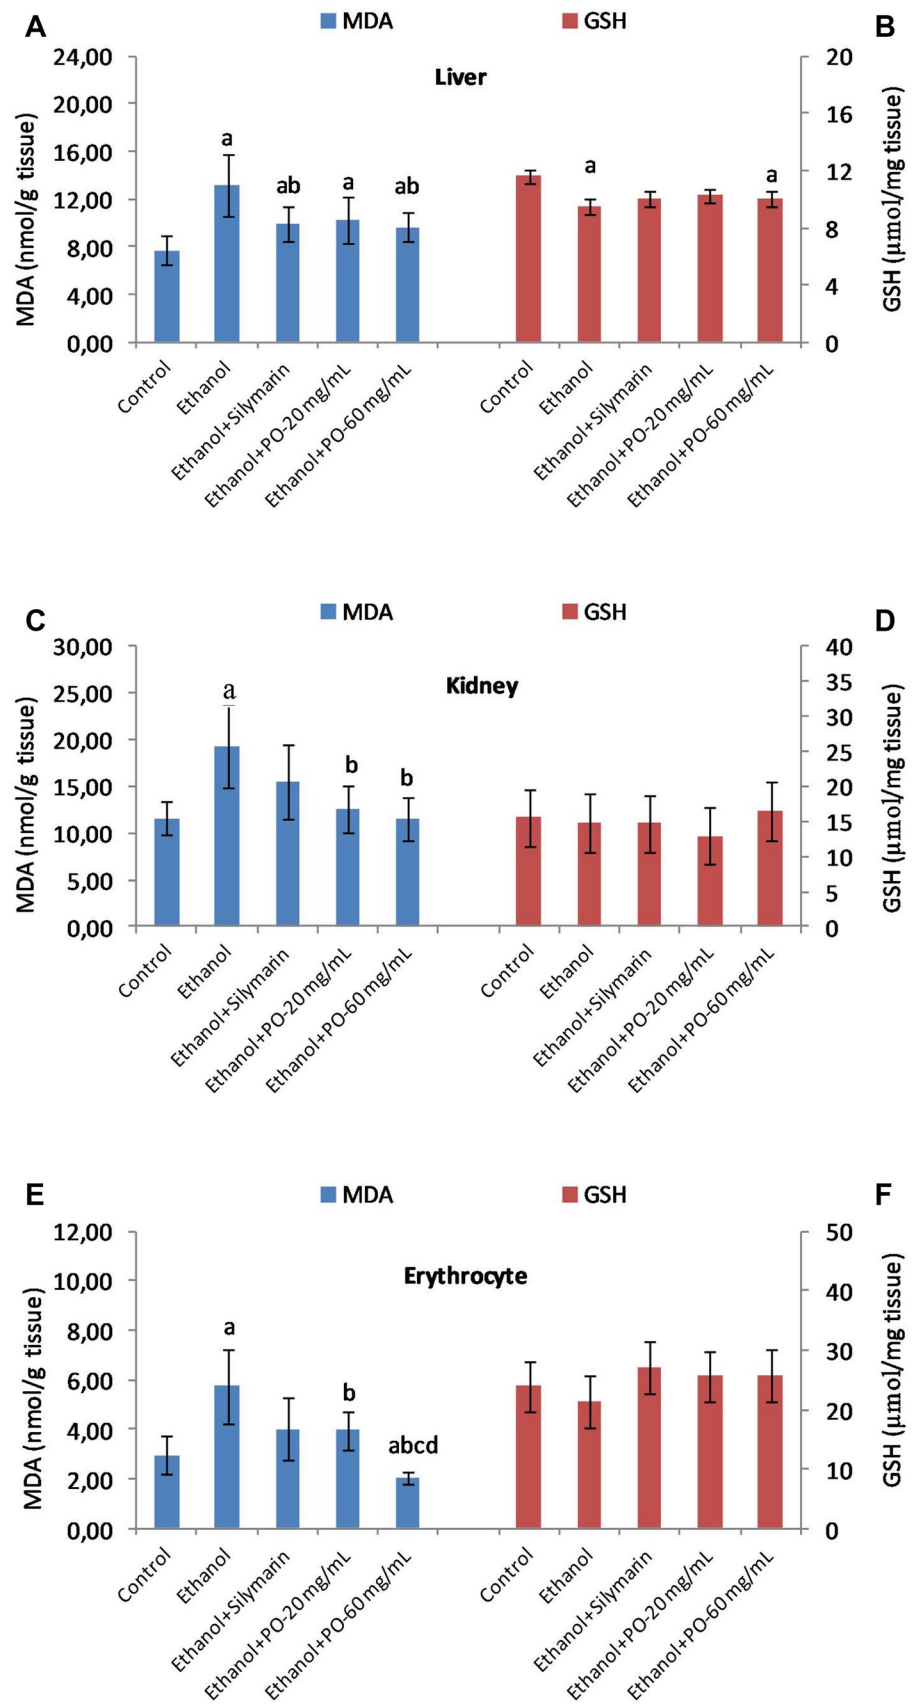 A
MDA
GSH
B
Liver
MDA (nmol/g tissue)
24,00
20,00
16,00
12,00
8,00
4,00
0,00
a
ab
a
ab
a
a
20
16
12
8
4
0
GSH (µmol/mg tissue)
Control
Ethanol
Ethanol+Silymarin
Ethanol+PO-20 mg/mL
Ethanol+PO-60 mg/mL
Control
Ethanol
Ethanol+Silymarin
Ethanol+PO-20 mg/mL
Ethanol+PO-60 mg/mL
C
MDA
GSH
D
Kidney
MDA (nmol/g tissue)
30,00
25,00
20,00
15,00
10,00
5,00
0,00
a
b
b
40
35
30
25
20
15
10
5
0
GSH (µmol/mg tissue)
Control
Ethanol
Ethanol+Silymarin
Ethanol+PO-20 mg/mL
Ethanol+PO-60 mg/mL
Control
Ethanol
Ethanol+Silymarin
Ethanol+PO-20 mg/mL
Ethanol+PO-60 mg/mL
E
MDA
GSH
F
Erythrocyte
MDA (nmol/g tissue)
12,00
10,00
8,00
6,00
4,00
2,00
0,00
a
b
abcd
50
40
30
20
10
0
GSH (µmol/mg tissue)
Control
Ethanol
Ethanol+Silymarin
Ethanol+PO-20 mg/mL
Ethanol+PO-60 mg/mL
Control
Ethanol
Ethanol+Silymarin
Ethanol+PO-20 mg/mL
Ethanol+PO-60 mg/mL